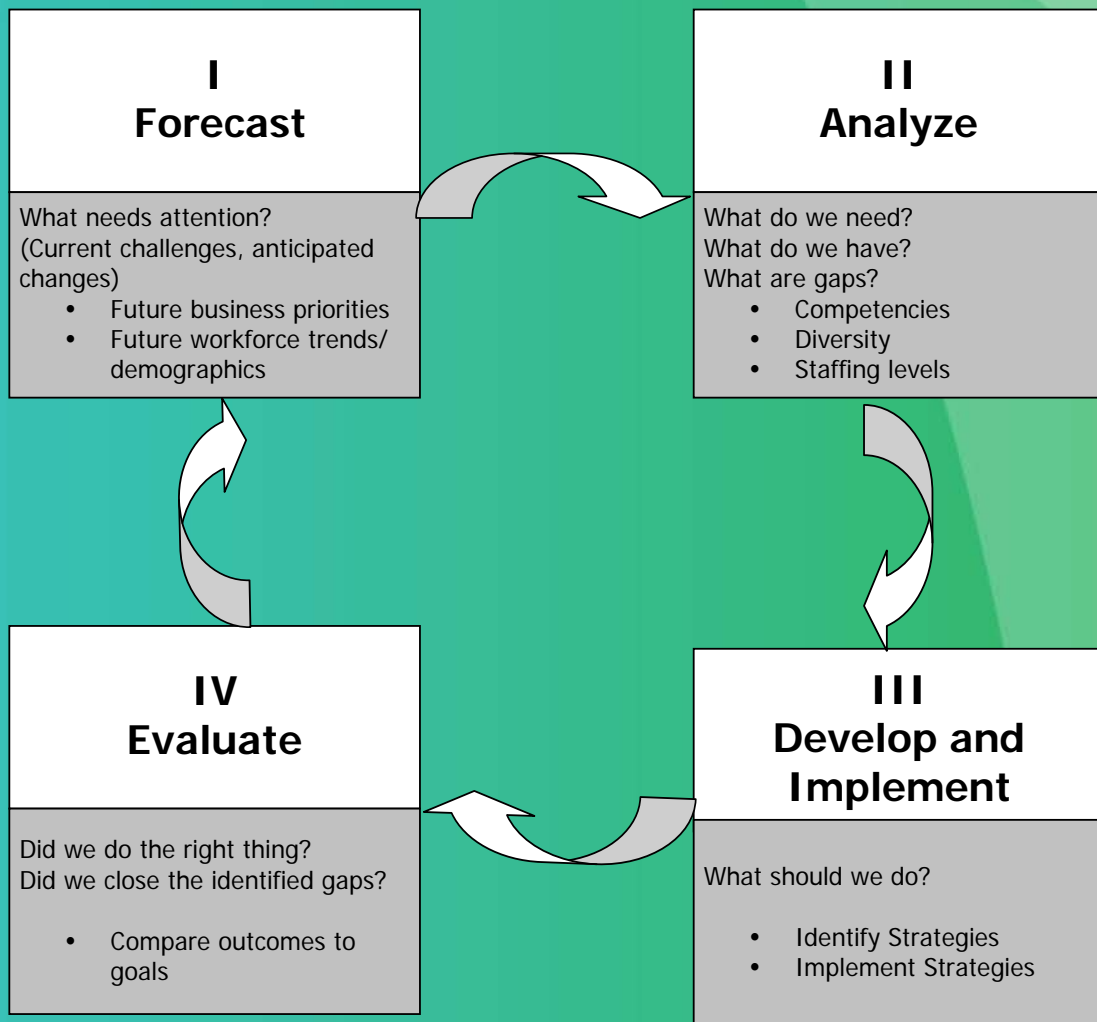 I
Forecast
What needs attention?
(Current challenges, anticipated
changes)
• Future business priorities
• Future workforce trends/
demographics
II
Analyze
What do we need?
What do we have?
What are gaps?
• Competencies
• Diversity
• Staffing levels
III
Develop and
Implement
What should we do?
• Identify Strategies
• Implement Strategies
IV
Evaluate
Did we do the right thing?
Did we close the identified gaps?
• Compare outcomes to
goals